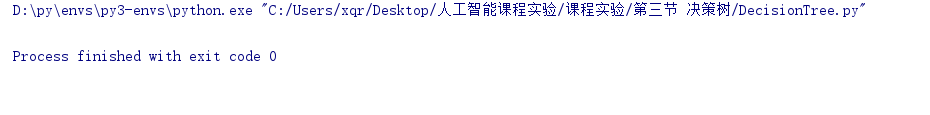 D:\py\envs\py3-envs\python.exe "C:/Users/xqr/Desktop/人工智能课程实验/课程实验/第三节 决策树/DecisionTree.py"
Process finished with exit code 0